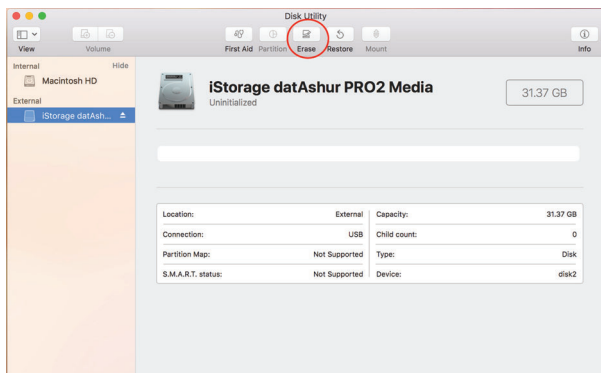 Disk Utility
View Volume First Aid Partition Erase Restore Mount Info
Internal Hide
Macintosh HD
External
iStorage datAsh...
iStorage datAshur PRO2 Media
Uninitialized
31.37 GB
Location: External Capacity: 31.37 GB
Connection: USB Child count: 0
Partition Map: Not Supported Type: Disk
S.M.A.R.T. status: Not Supported Device: disk2